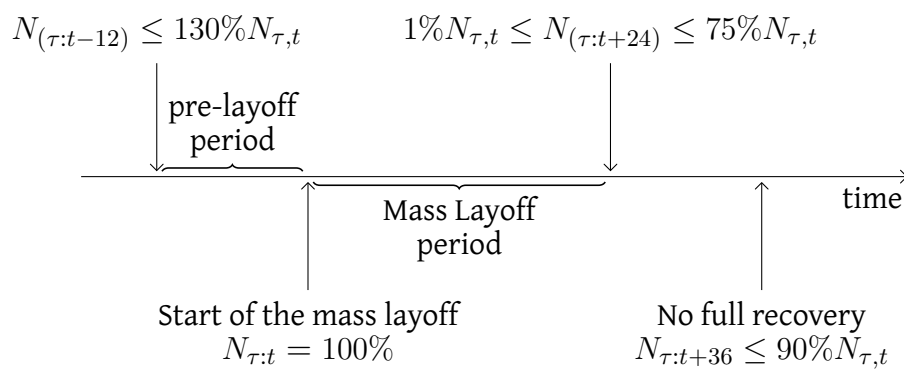 N_{(τ:t−12)} ≤ 130%N_{τ,t}
1%N_{τ,t} ≤ N_{(τ:t+24)} ≤ 75%N_{τ,t}
pre-layoff
period
time
Mass Layoff
period
Start of the mass layoff
N_{τ:t} = 100%
No full recovery
N_{τ:t+36} ≤ 90%N_{τ,t}